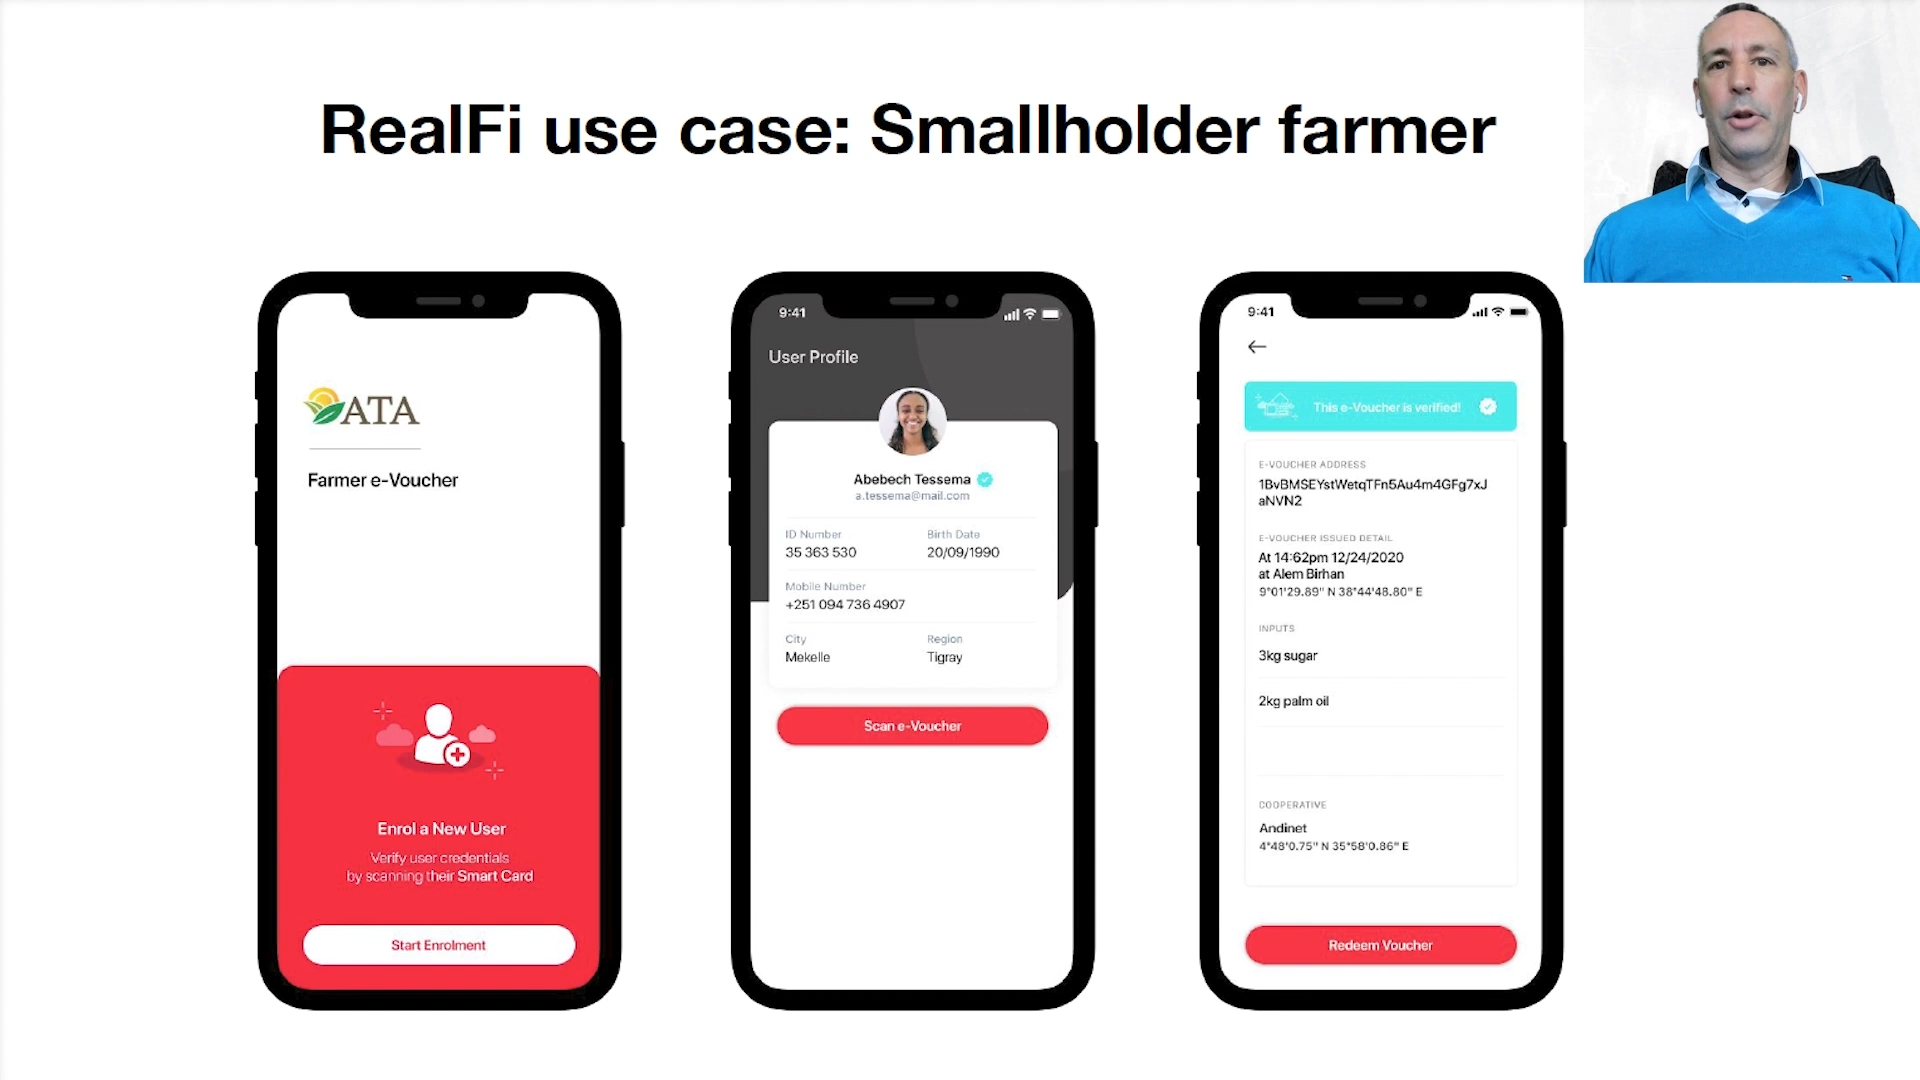 RealFi use case: Smallholder farmer
ATA
Farmer e-Voucher
Enrol a New User
Verify user credentials
by scanning their Smart Card
Start Enrolment
9:41
User Profile
Abebech Tessema
a.tessema@mail.com
ID Number
Birth Date
35 363 530
20/09/1990
Mobile Number
+251 094 736 4907
City
Region
Mekelle
Tigray
Scan e-Voucher
9:41
This e-Voucher is verified!
E-VOUCHER ADDRESS
1BvBMSEYstWetqTFn5Au4m4GFg7xJ
aNVN2
E-VOUCHER ISSUED DETAIL
At 14:62pm 12/24/2020
at Alem Birhan
9°01'29.89" N 38°44'48.80" E
INPUTS
3kg sugar
2kg palm oil
COOPERATIVE
Andinet
4°48'0.75" N 35°58'0.86" E
Redeem Voucher